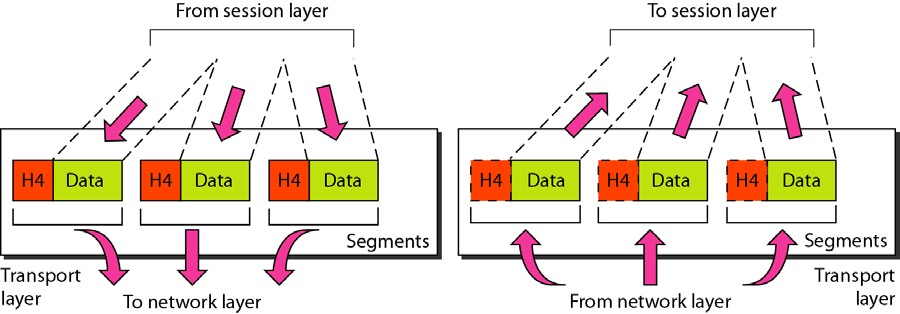 From session layer
H4 Data H4 Data H4 Data
Segments
Transport
layer
To network layer
To session layer
H4 Data H4 Data H4 Data
Segments
From network layer
Transport
layer